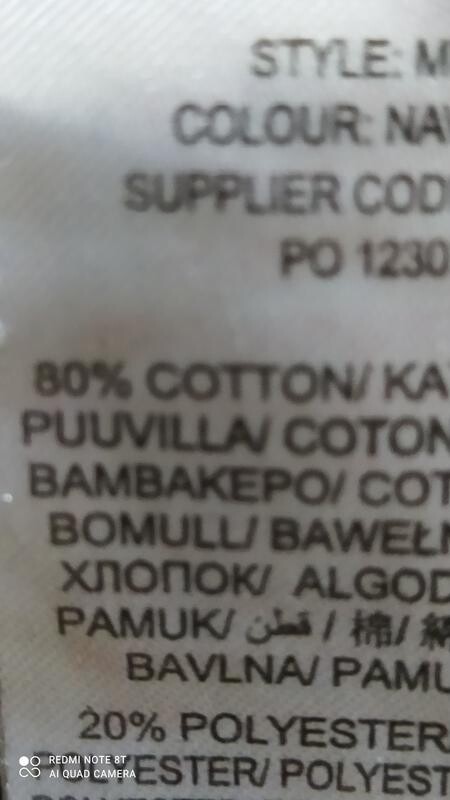 STYLE: M
COLOUR: NAV
SUPPLIER COD
PO 1230
80% COTTON/ KA
PUUVILLA/ COTON
BAMBAKEPO/ COT
BOMULL/ BAWEŁN
ХЛОПОК/ ALGOD
PAMUK/ قطن / 棉/ 綿
BAVLNA/ PAMU
20% POLYESTER
POLYESTER/ POLYEST
REDMI NOTE 8T
AI QUAD CAMERA